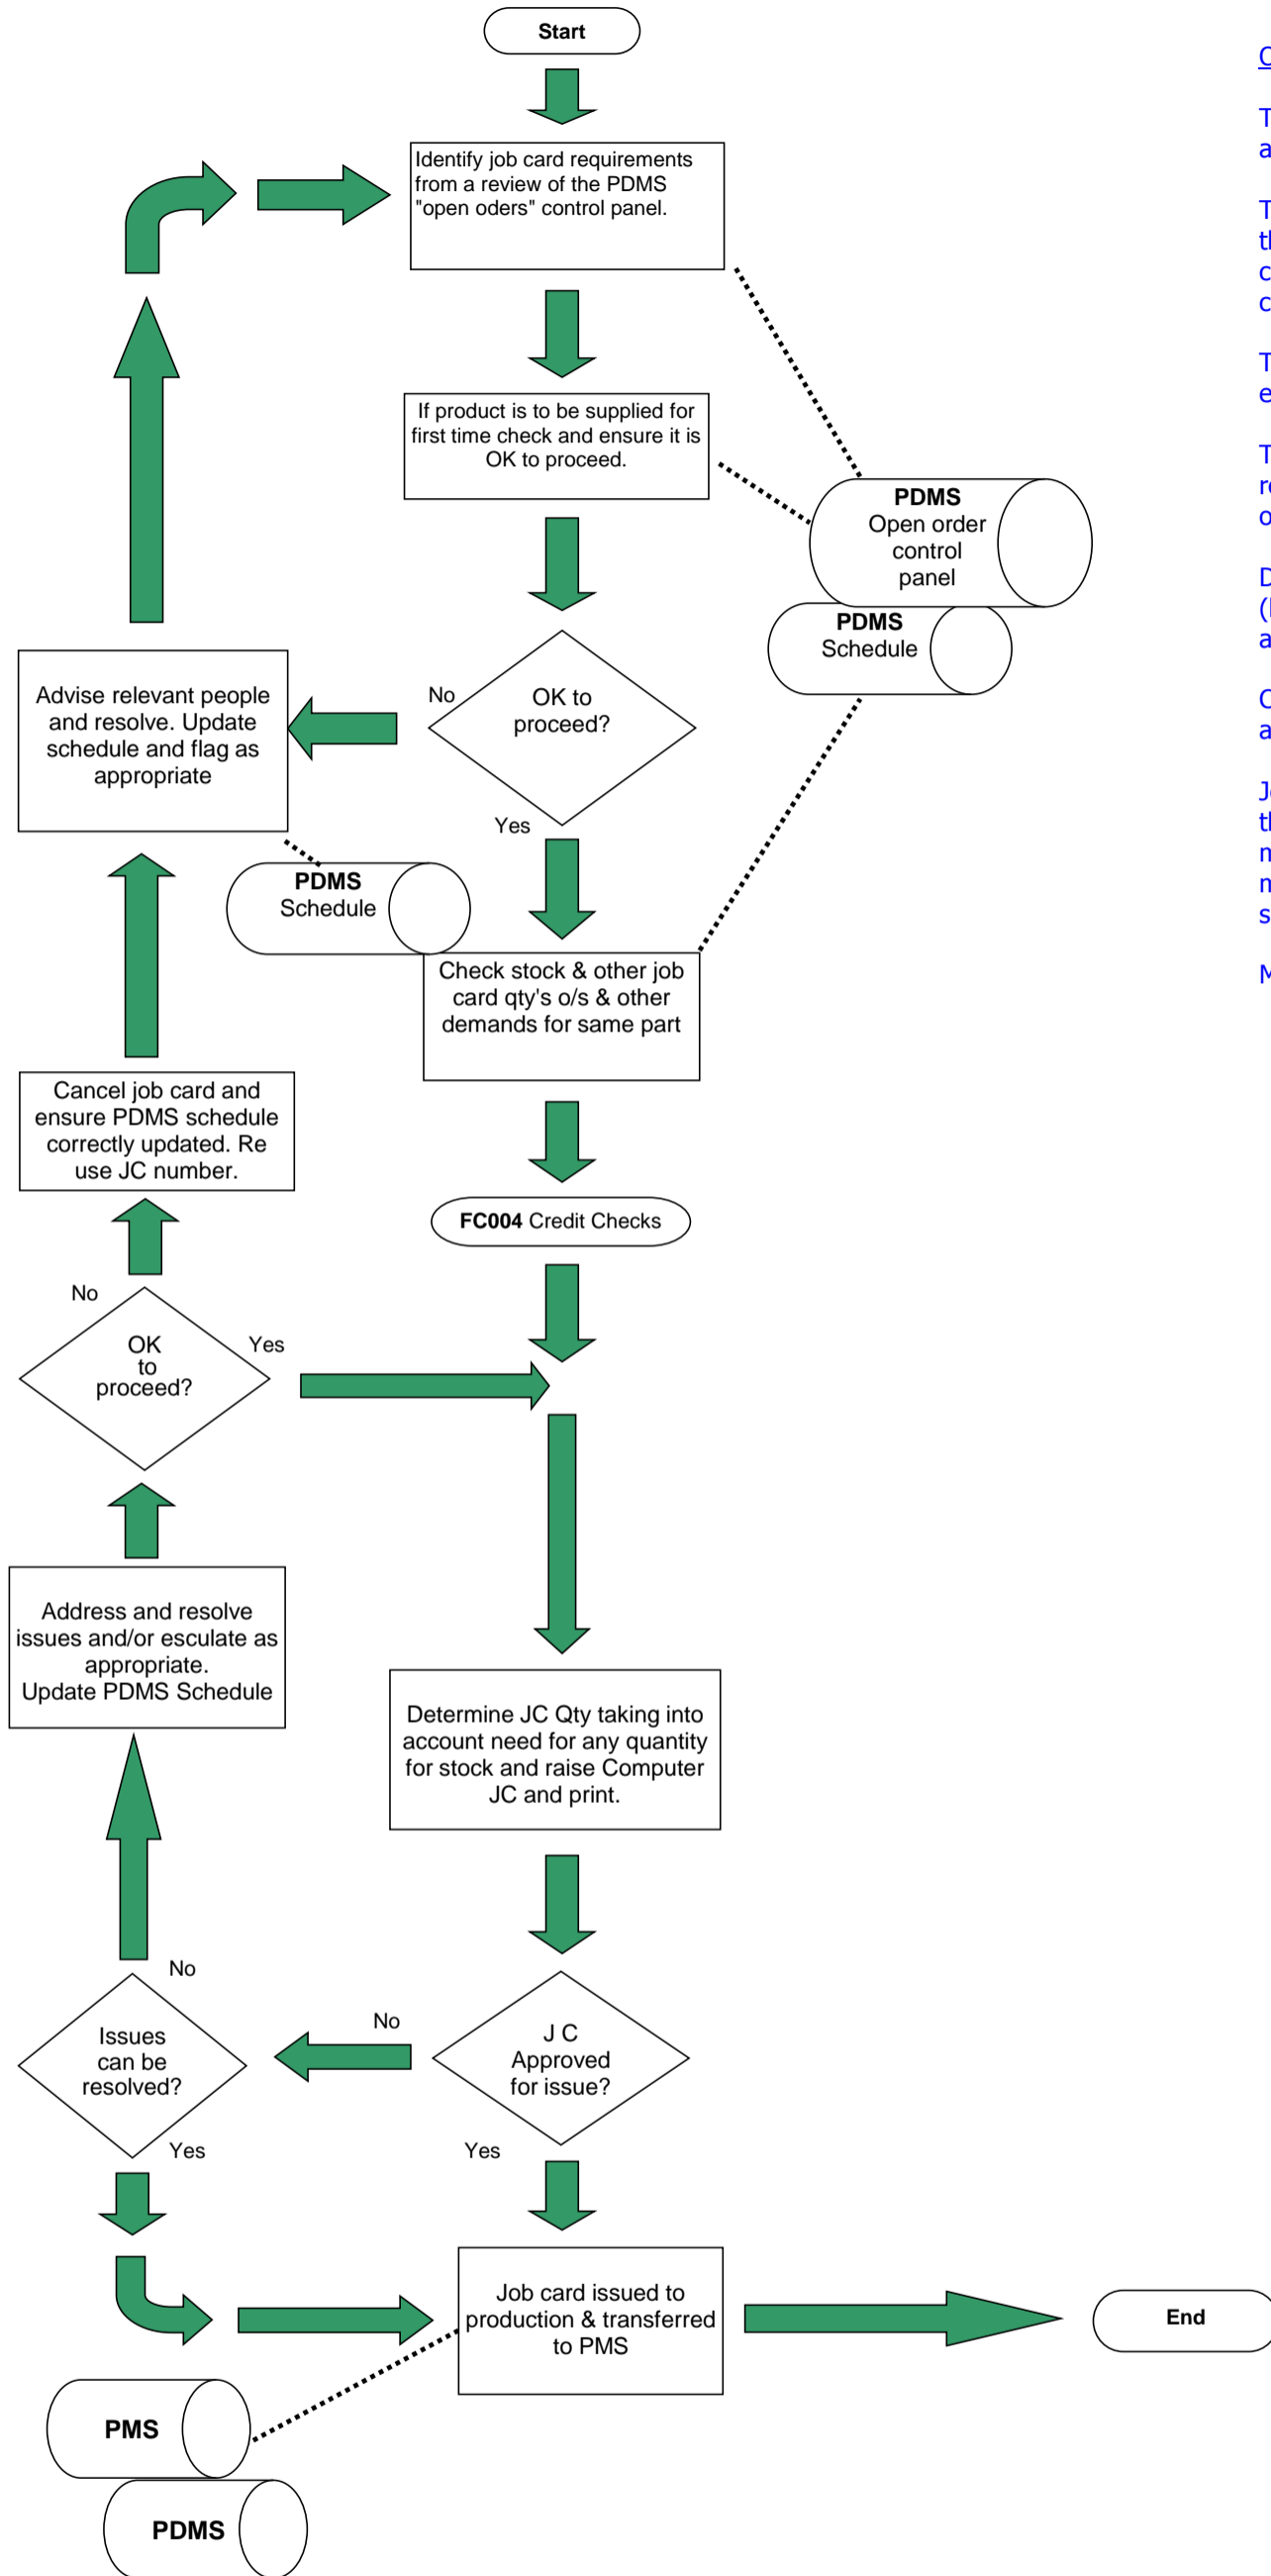 Start
Identify job card requirements
from a review of the PDMS
"open oders" control panel.
If product is to be supplied for
first time check and ensure it is
OK to proceed.
PDMS
Open order
control
panel
PDMS
Schedule
No
OK to
proceed?
Yes
Advise relevant people
and resolve. Update
schedule and flag as
appropriate
PDMS
Schedule
Check stock & other job
card qty's o/s & other
demands for same part
Cancel job card and
ensure PDMS schedule
correctly updated. Re
use JC number.
FC004 Credit Checks
No
OK
to
proceed?
Yes
Address and resolve
issues and/or esculate as
appropriate.
Update PDMS Schedule
Determine JC Qty taking into
account need for any quantity
for stock and raise Computer
JC and print.
No
Issues
can be
resolved?
Yes
No
J C
Approved
for issue?
Yes
Job card issued to
production & transferred
to PMS
End
PMS
PDMS